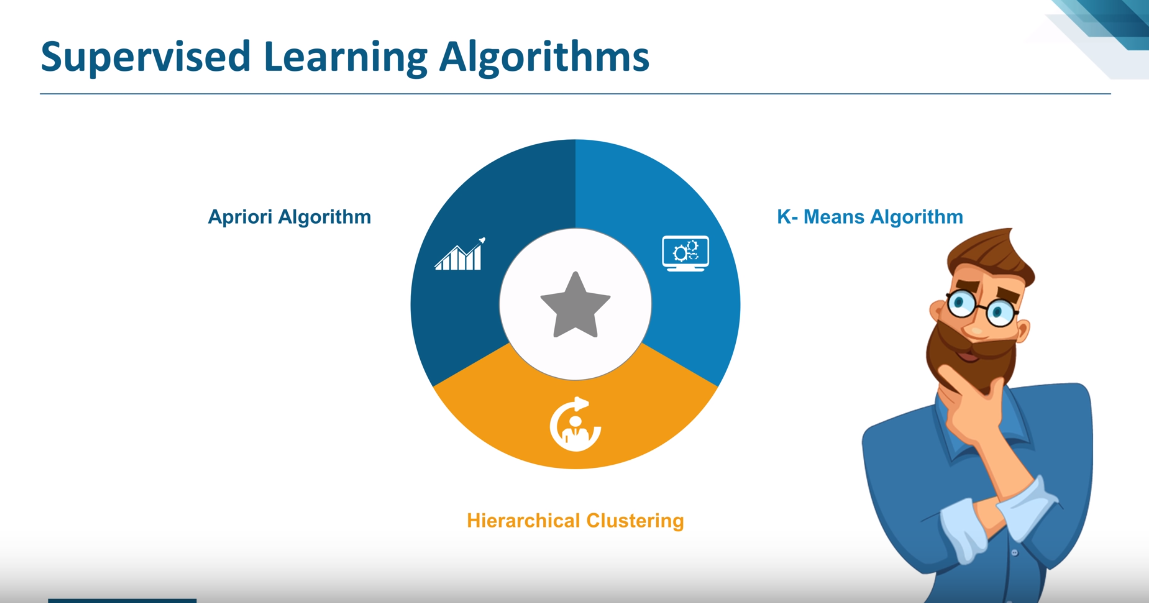 Supervised Learning Algorithms
Apriori Algorithm
K- Means Algorithm
Hierarchical Clustering